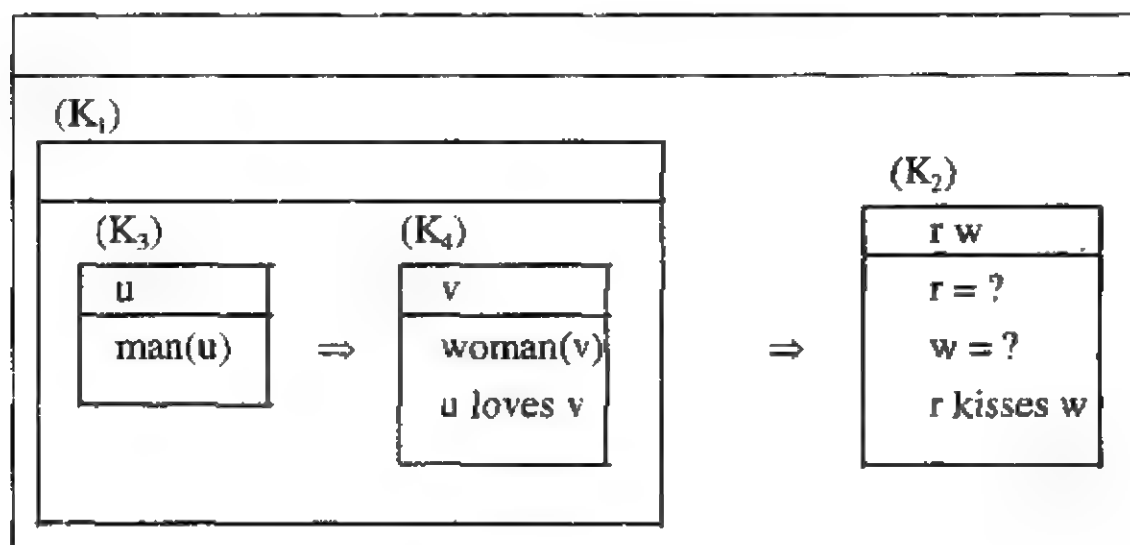 (K₁)
(K₂)
r w
(K₃) (K₄)
u v r = ?
man(u) ⇒ woman(v) ⇒ w = ?
u loves v r kisses w